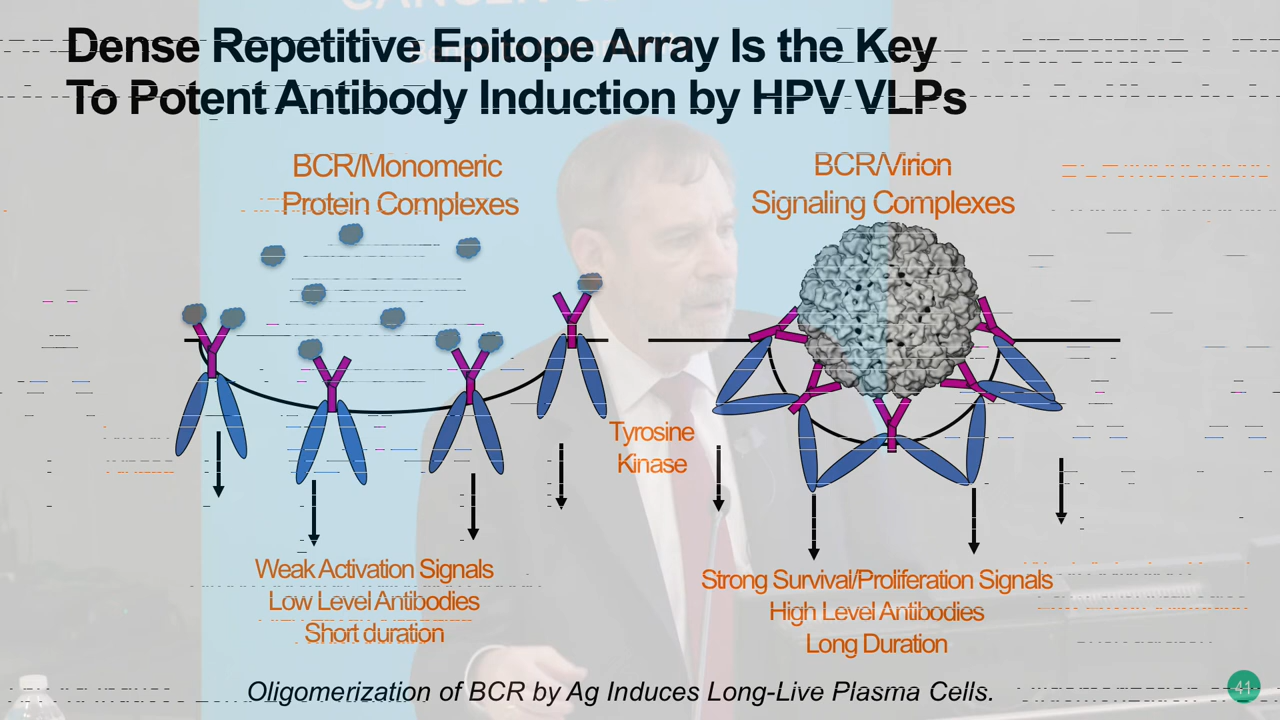 Dense Repetitive Epitope Array Is the Key
To Potent Antibody Induction by HPV VLPs
BCR/Monomeric
Protein Complexes
BCR/Virion
Signaling Complexes
Tyrosine
Kinase
Weak Activation Signals
Low Level Antibodies
Short duration
Strong Survival/Proliferation Signals
High Level Antibodies
Long Duration
Oligomerization of BCR by Ag Induces Long-Live Plasma Cells.
41